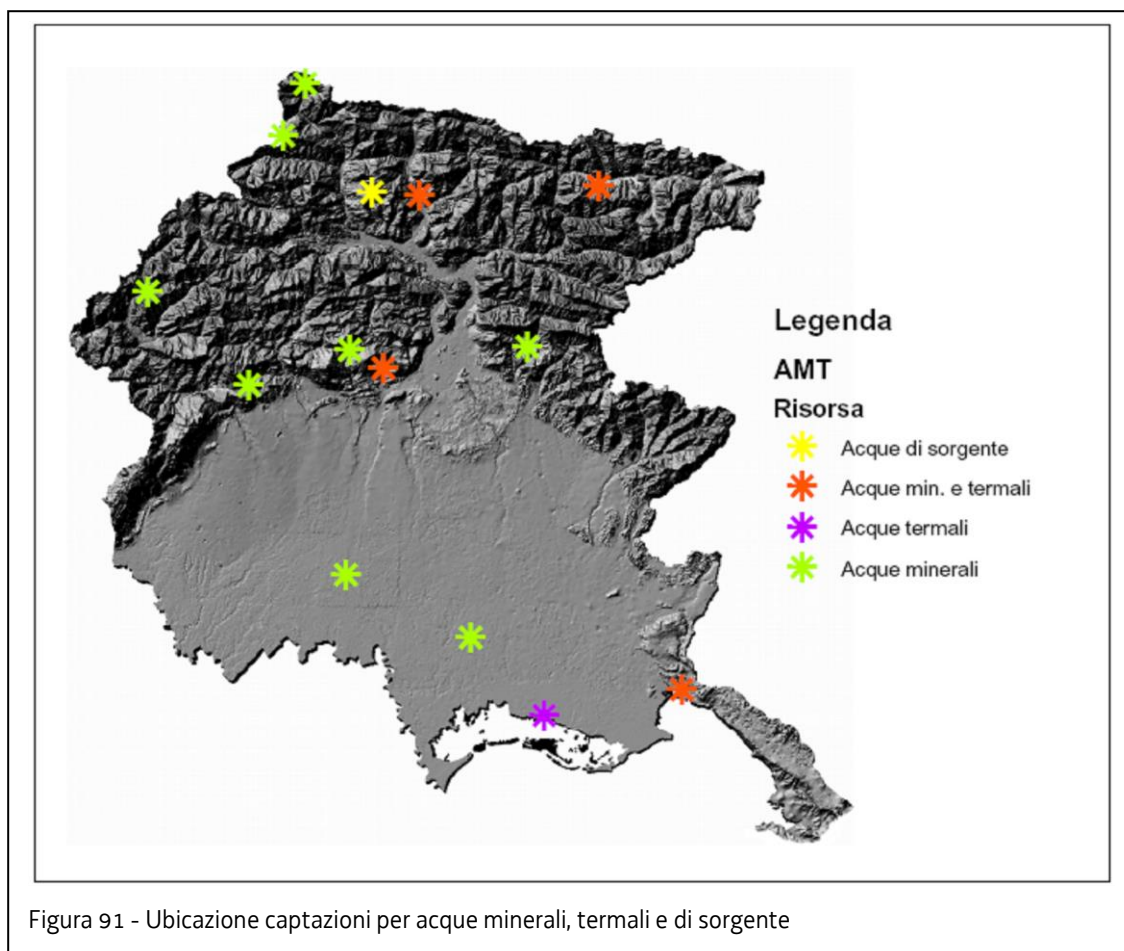 Legenda
AMT
Risorsa
Acque di sorgente
Acque min. e termali
Acque termali
Acque minerali
Figura 91 - Ubicazione captazioni per acque minerali, termali e di sorgente